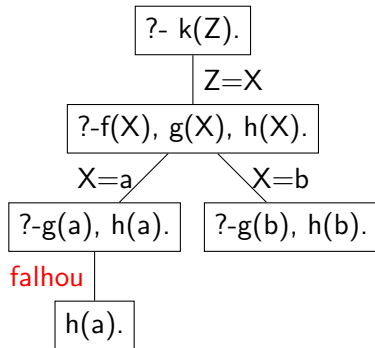 ?- k(Z).
Z=X
?-f(X), g(X), h(X).
X=a
X=b
?-g(a), h(a).
?-g(b), h(b).
falhou
h(a).